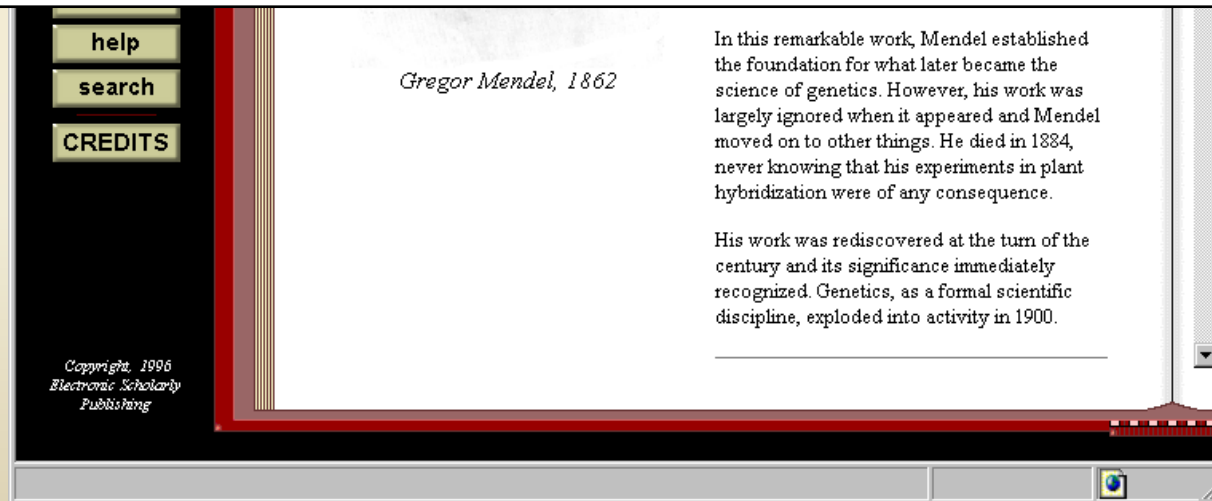 help
search
CREDITS
Copyright, 1996
Electronic Scholarly
Publishing
Gregor Mendel, 1862
In this remarkable work, Mendel established
the foundation for what later became the
science of genetics. However, his work was
largely ignored when it appeared and Mendel
moved on to other things. He died in 1884,
never knowing that his experiments in plant
hybridization were of any consequence.
His work was rediscovered at the turn of the
century and its significance immediately
recognized. Genetics, as a formal scientific
discipline, exploded into activity in 1900.